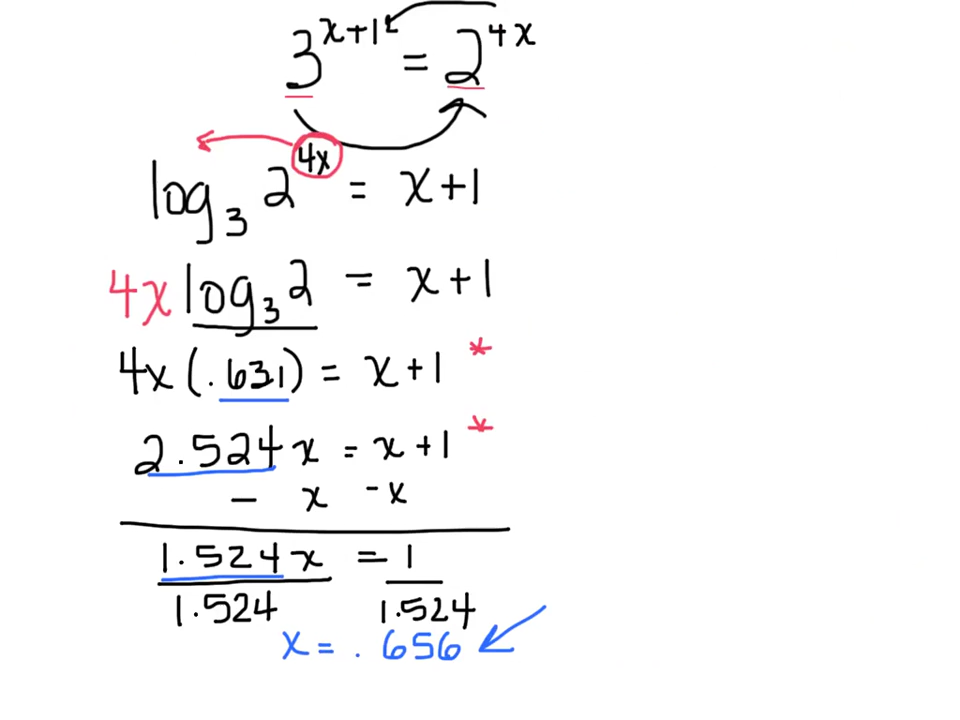 3^{x+1} = 2^{4x}
log_3 2^{4x} = x+1
4x log_3 2 = x+1
4x(.631) = x+1 *
2.524x = x+1 *
- x -x
1.524x = 1
1.524 1.524
x = .656